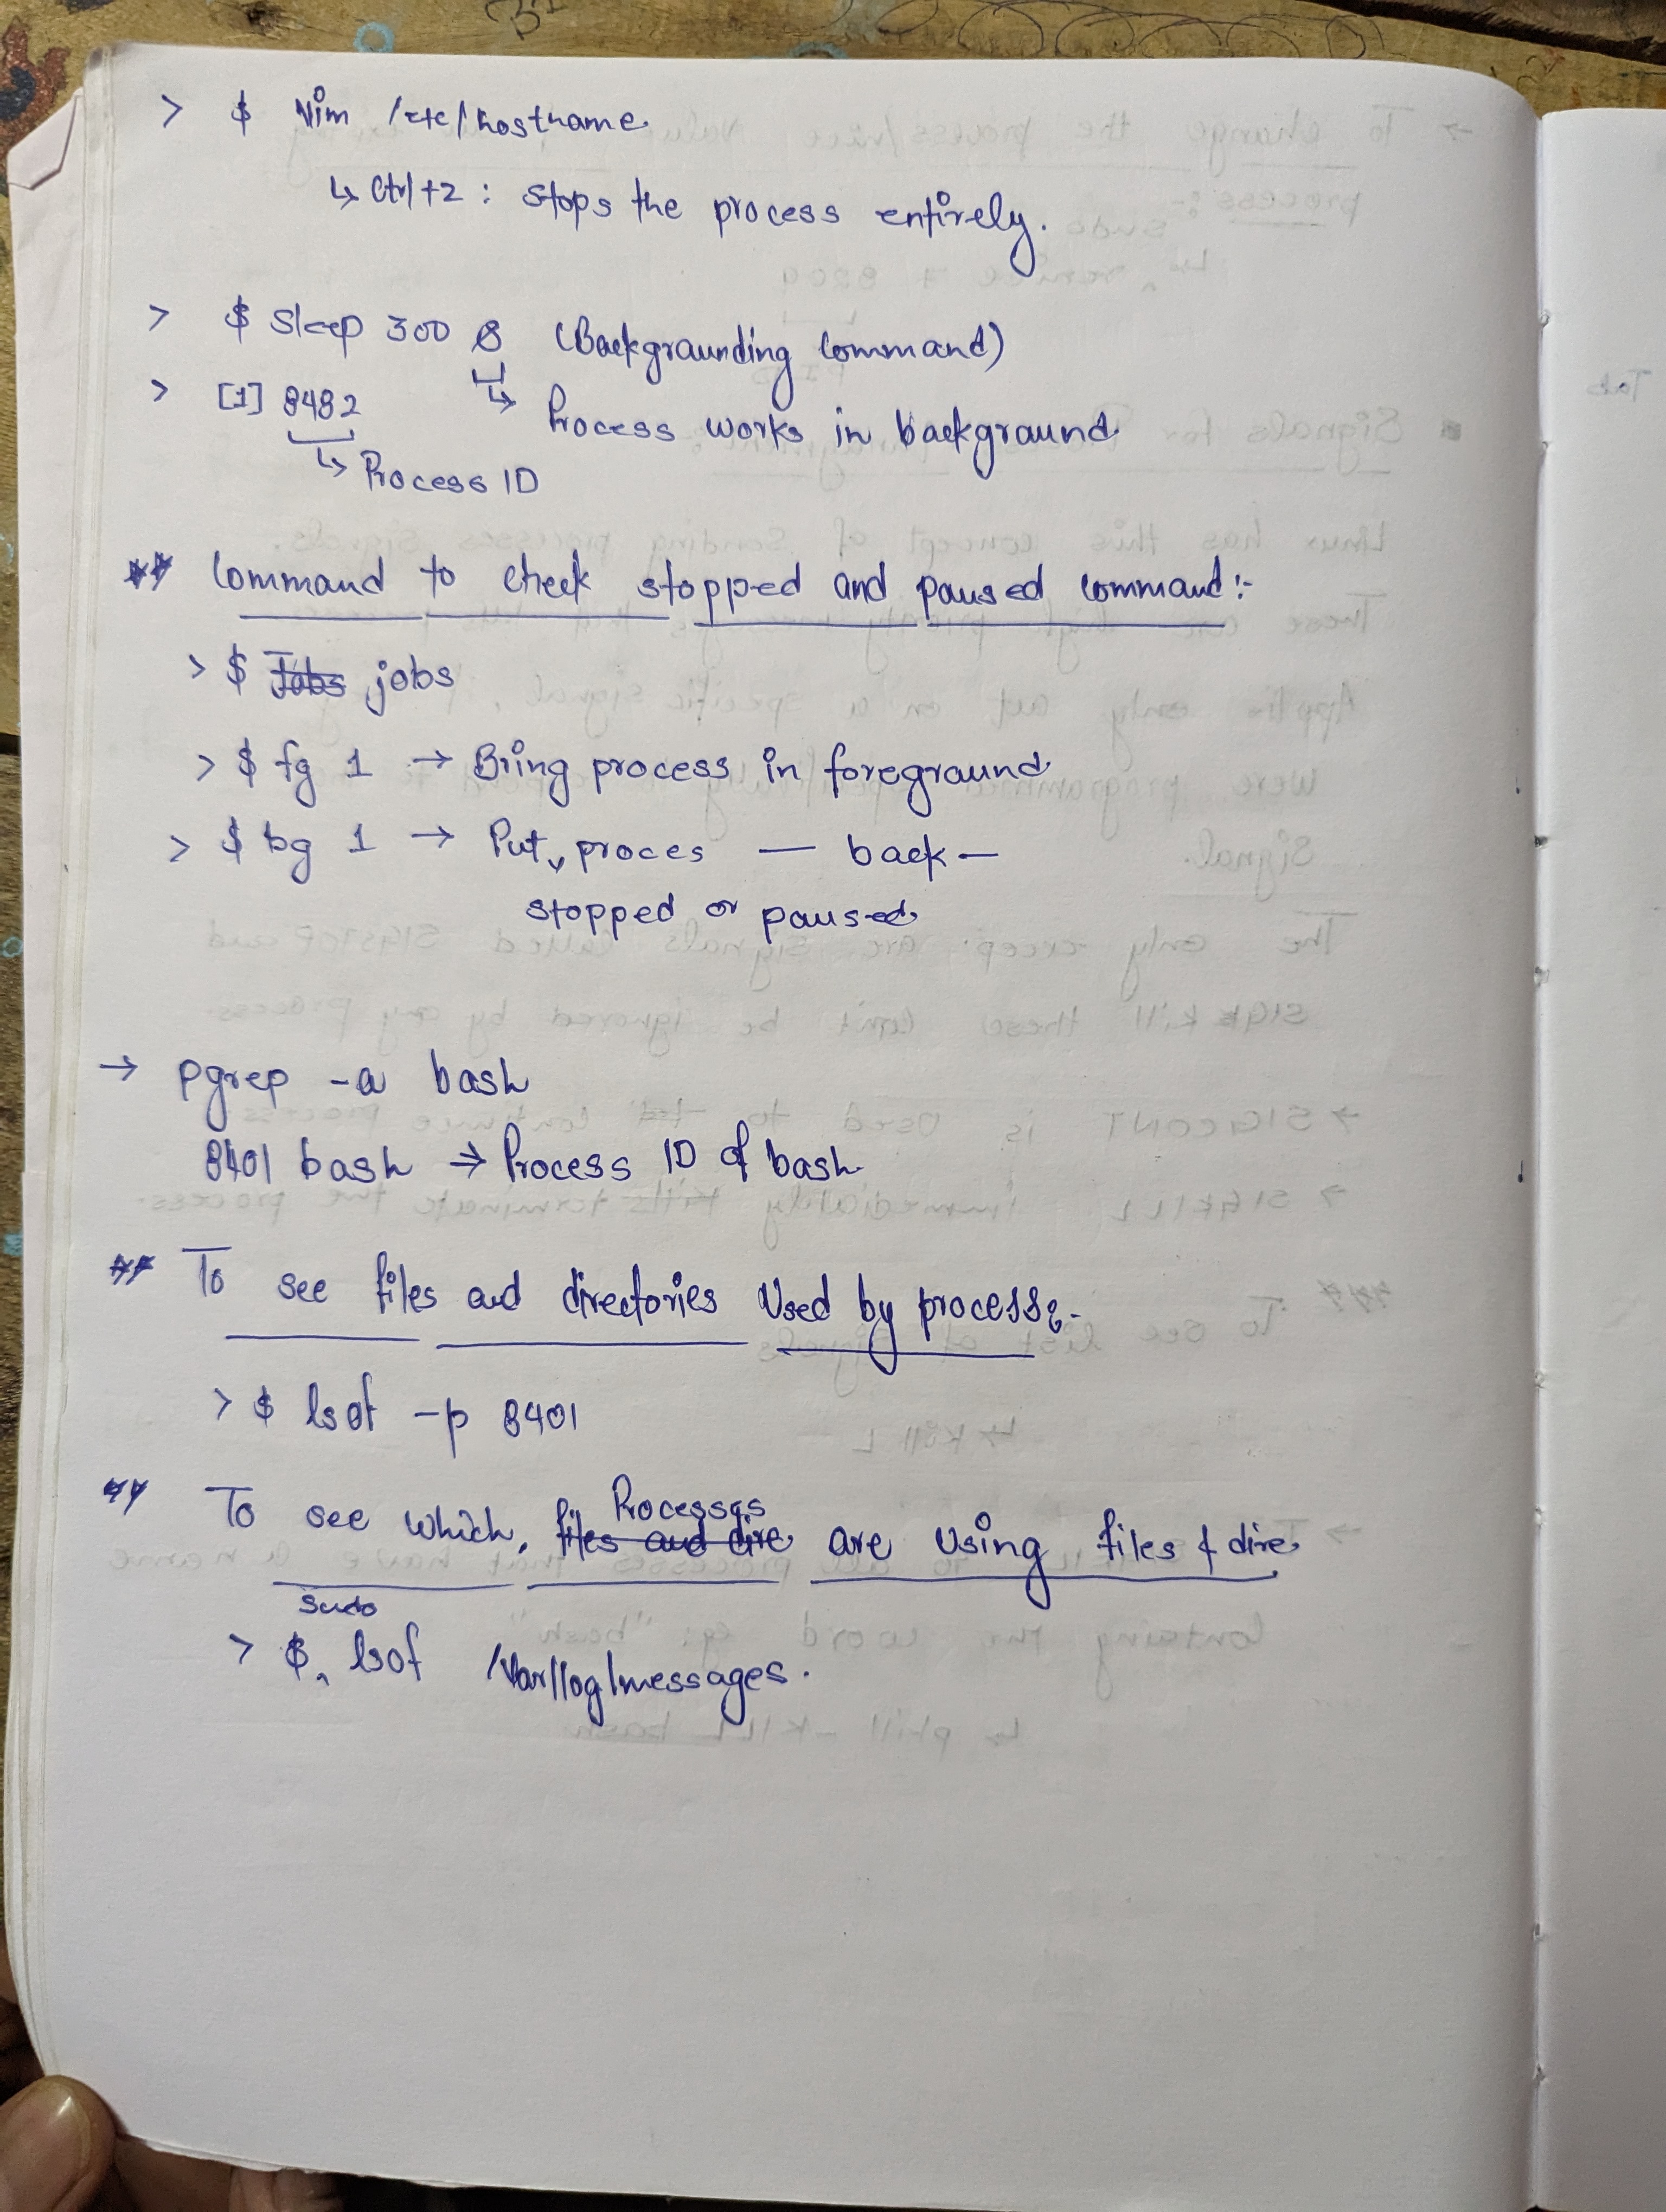 > $ Vim /etc/hostname
↳ Ctrl+z : stops the process entirely.
> $ Sleep 300 & (Backgraunding Command)
> [1] 8482 ↳ Process works in backgraund
↳ Process ID
** Command to check stopped and paused command:-
> $ Jobs jobs
> $ fg 1 → Bring process in foregraund
> $ bg 1 → Put proces — back —
stopped or paused
→ pgrep -a bash
8401 bash → Process ID of bash
** To see files and directories Used by process:-
> $ lsof -p 8401
** To see which, files and dire Processes are Using files & dire
sudo
> $ lsof /Var/log/messages.